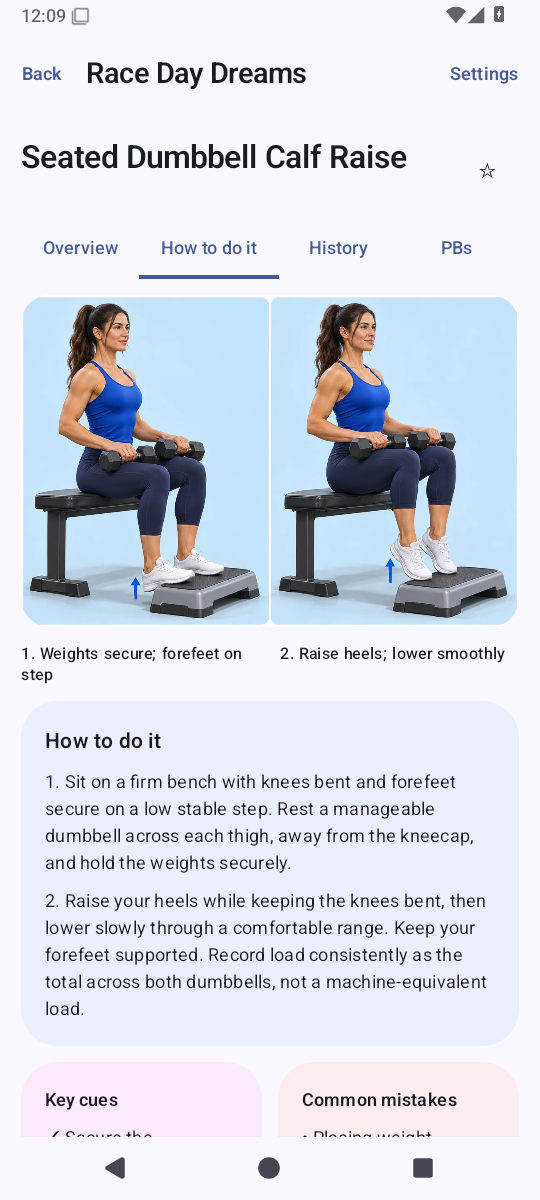 12:09
Back Race Day Dreams Settings
Seated Dumbbell Calf Raise ☆
Overview How to do it History PBs
1. Weights secure; forefeet on
step
2. Raise heels; lower smoothly
How to do it
1. Sit on a firm bench with knees bent and forefeet
secure on a low stable step. Rest a manageable
dumbbell across each thigh, away from the kneecap,
and hold the weights securely.
2. Raise your heels while keeping the knees bent, then
lower slowly through a comfortable range. Keep your
forefeet supported. Record load consistently as the
total across both dumbbells, not a machine-equivalent
load.
Key cues
✓ Secure the
Common mistakes
• Placing weight